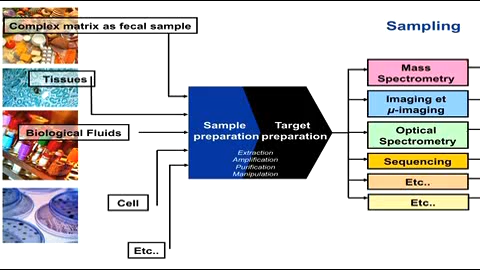 Complex matrix as fecal sample
Sampling
Tissues
Biological Fluids
Cell
Etc..
Sample
preparation
Target
preparation
Extraction
Amplification
Purification
Manipulation
Mass
Spectrometry
Imaging et
µ-imaging
Optical
Spectrometry
Sequencing
Etc..
Etc..